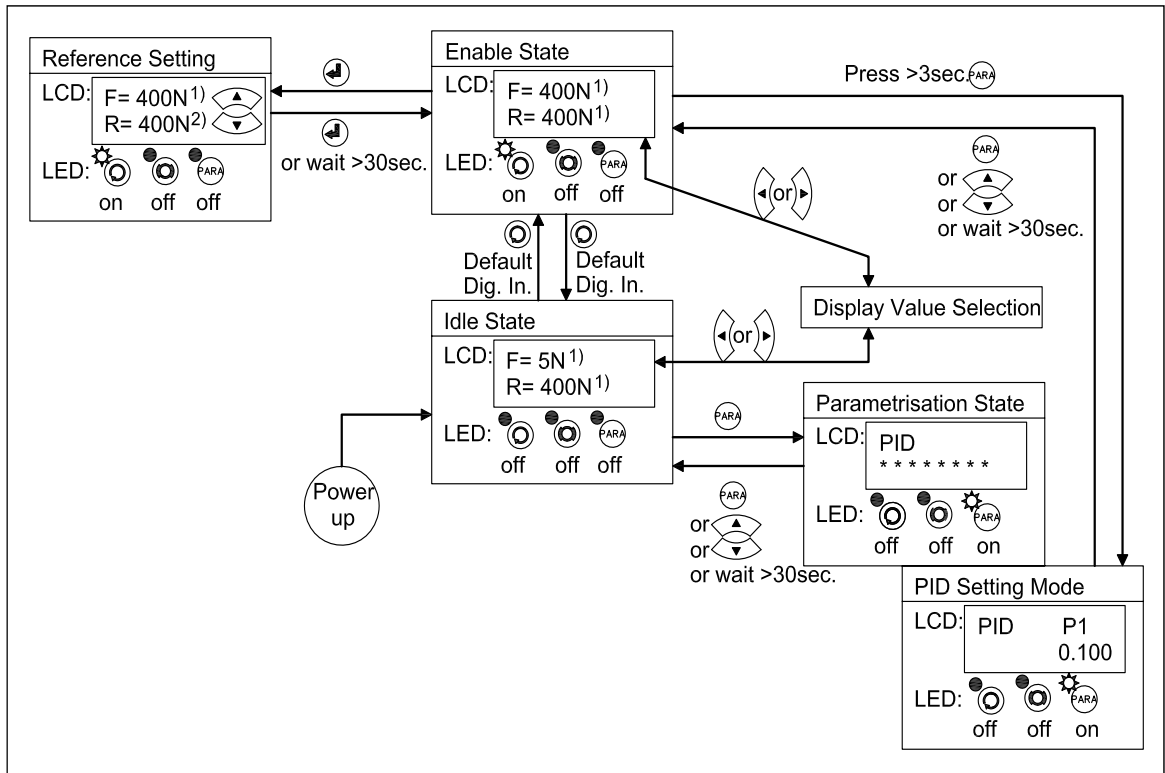 Reference Setting
LCD:
F= 400N1)
R= 400N2)
LED:
PARA
on off off
or wait >30sec.
Enable State
LCD:
F= 400N1)
R= 400N1)
LED:
PARA
on off off
Press >3sec. PARA
PARA
or
or
or wait >30sec.
or
Default
Dig. In.
Default
Dig. In.
Display Value Selection
Idle State
LCD:
F= 5N1)
R= 400N1)
LED:
PARA
off off off
or
Power
up
PARA
PARA
or
or
or wait >30sec.
Parametrisation State
LCD:
PID
* * * * * * * *
LED:
PARA
off off on
PID Setting Mode
LCD:
PID P1
0.100
LED:
PARA
off off on